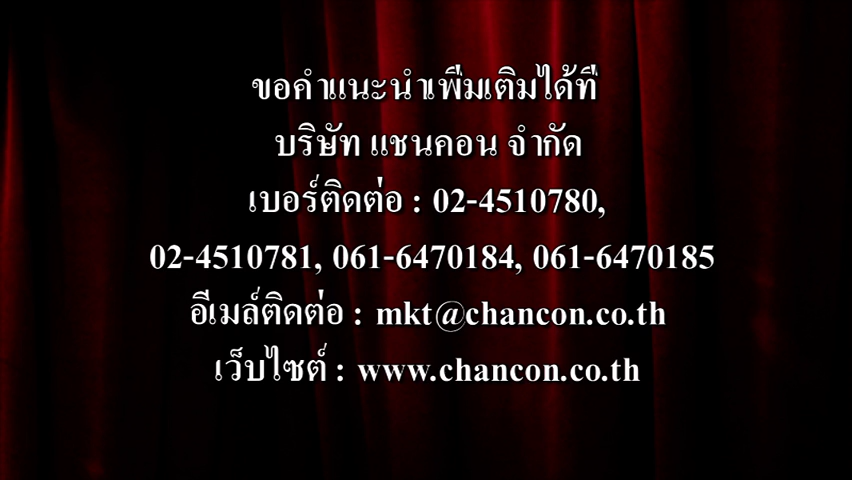 ขอคำแนะนำเพิ่มเติมได้ที่
บริษัท แชนคอน จำกัด
เบอร์ติดต่อ : 02-4510780,
02-4510781, 061-6470184, 061-6470185
อีเมล์ติดต่อ : mkt@chancon.co.th
เว็บไซต์ : www.chancon.co.th